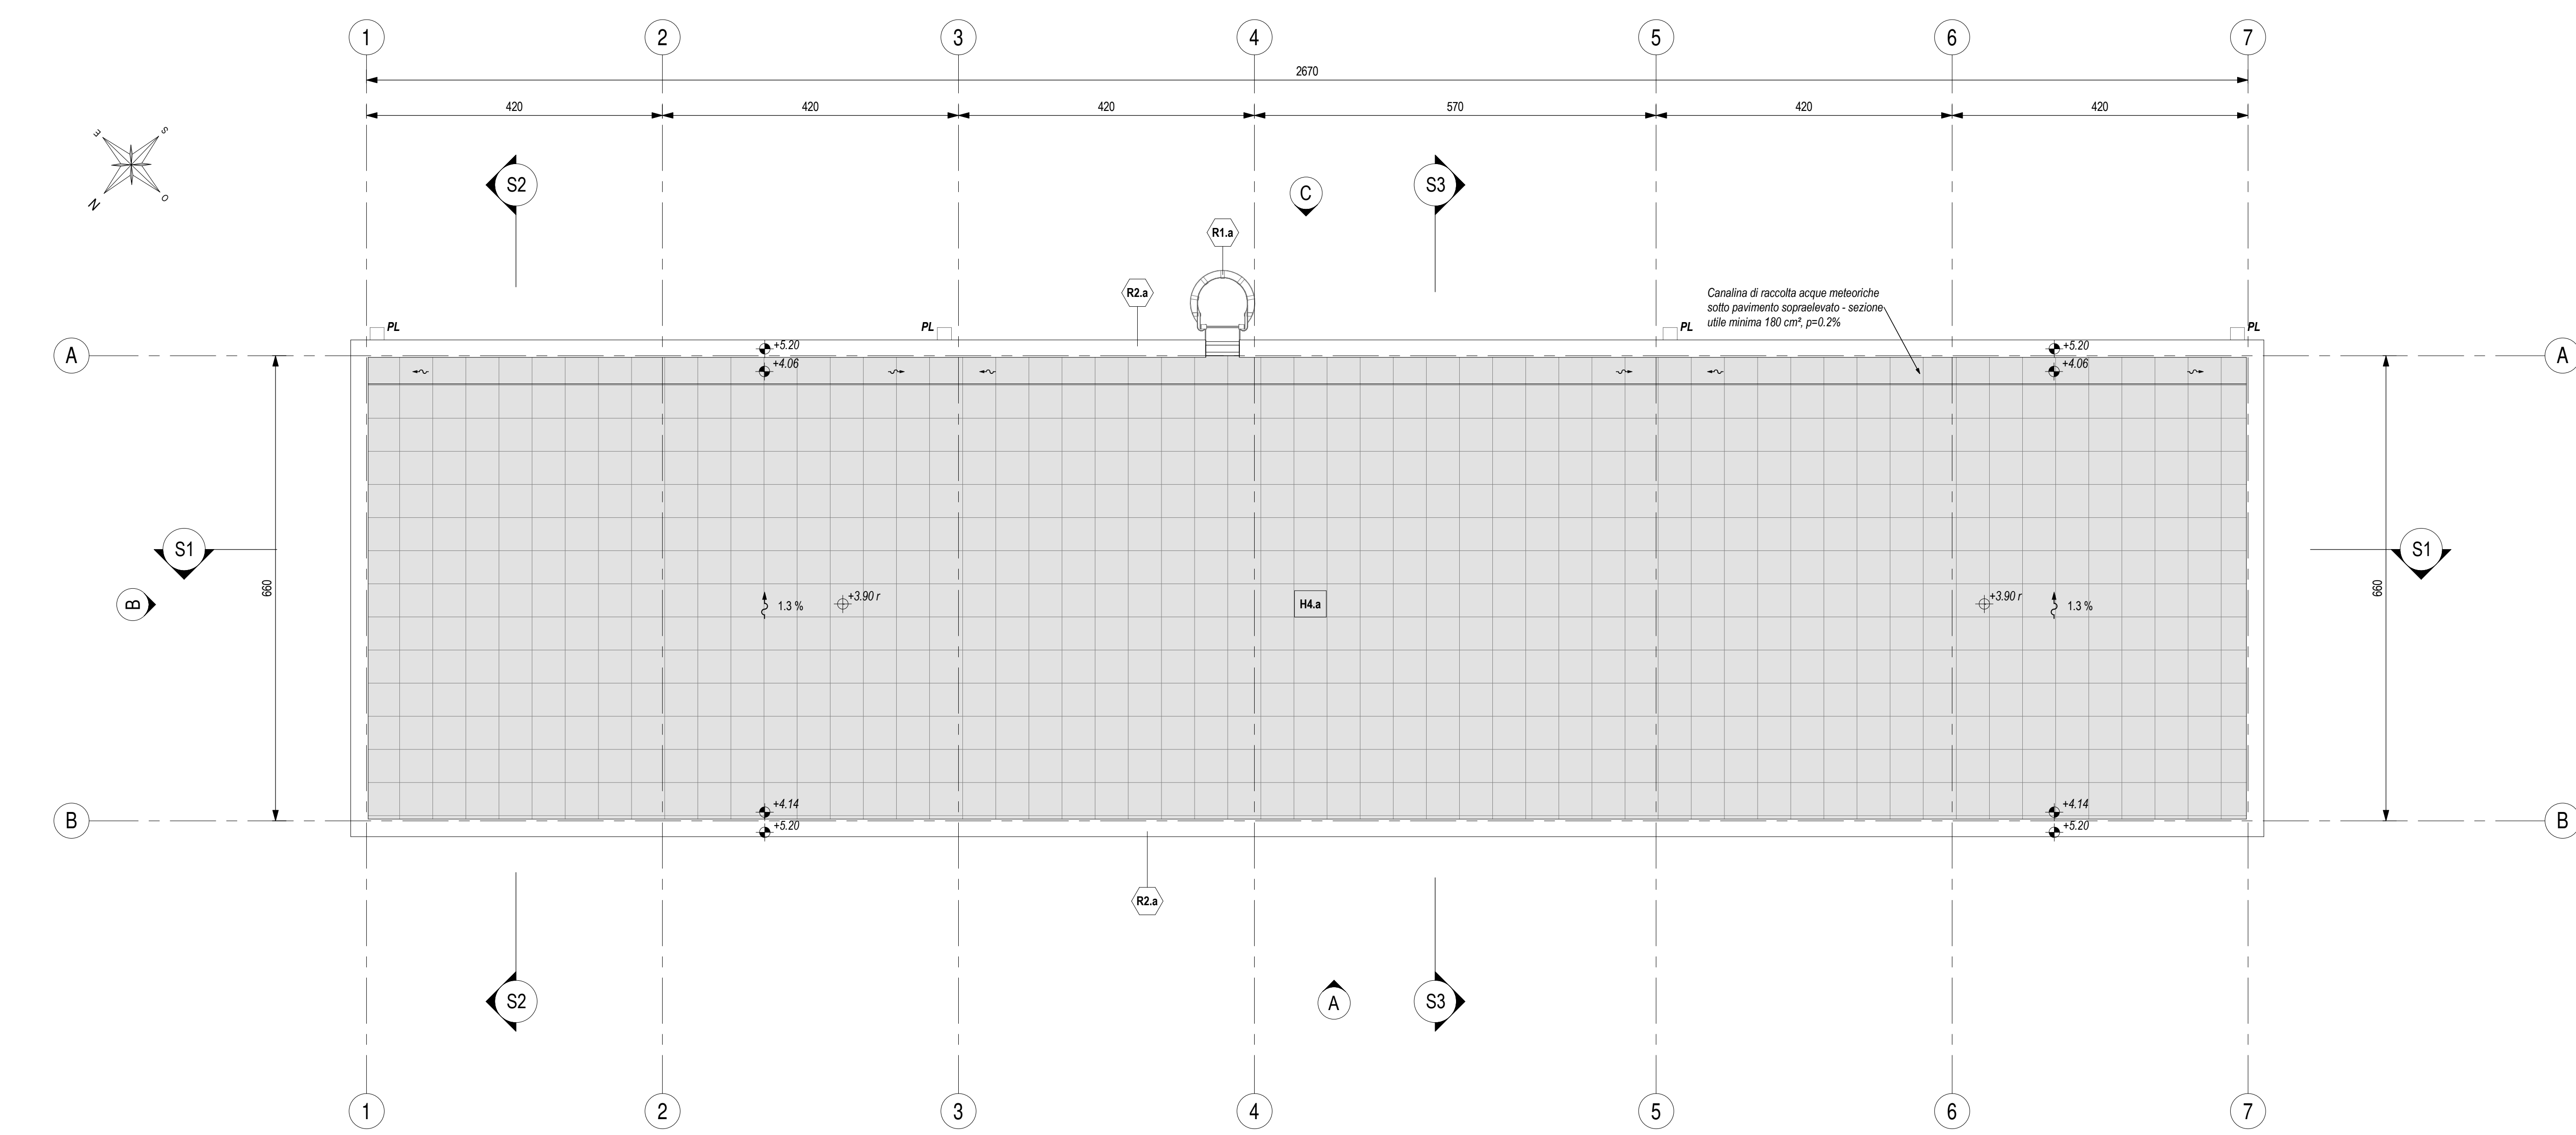 1 2 3 4 5 6 7
2670
420 420 420 570 420 420
E S
N O
S2 C S3
R1.a
R2.a
Canalina di raccolta acque meteoriche
sotto pavimento sopraelevato - sezione
utile minima 180 cm², p=0.2%
PL PL PL PL
A +5.20 +5.20 A
+4.06 +4.06
S1 S1
660 660
B 1.3 % +3.90 r H4.a +3.90 r 1.3 %
+4.14 +4.14
B +5.20 +5.20 B
R2.a
S2 A S3
1 2 3 4 5 6 7